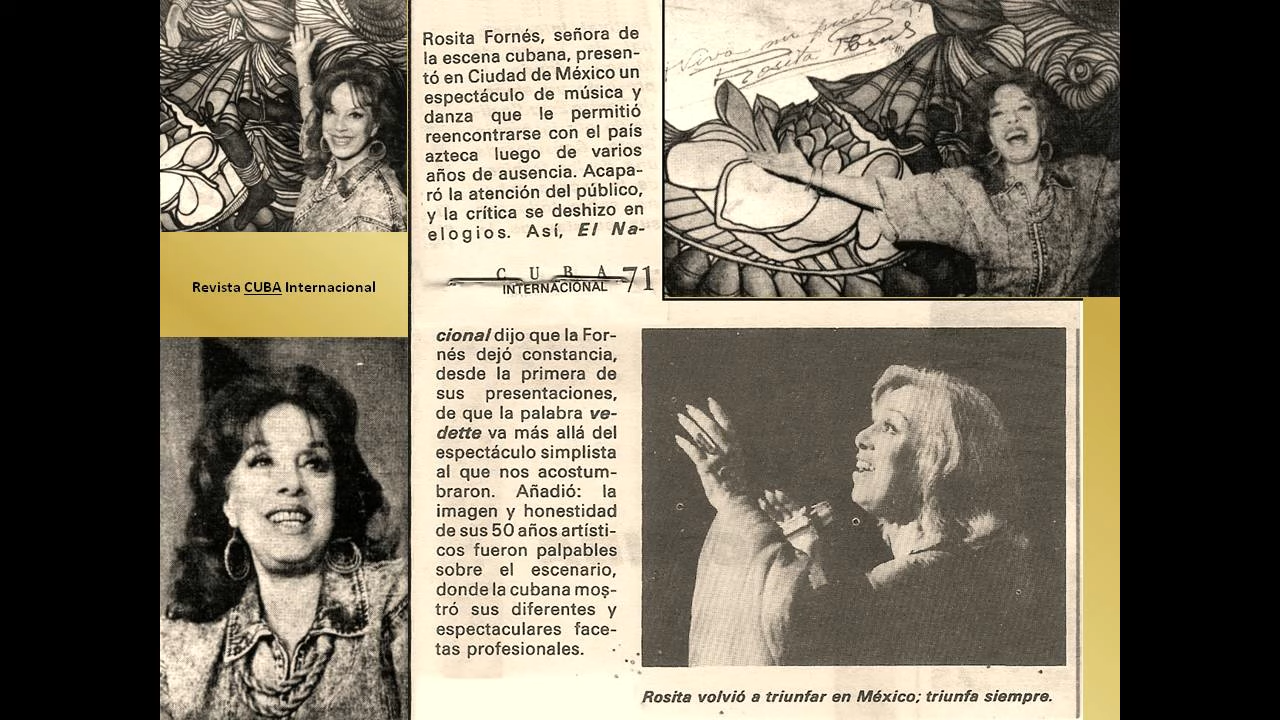 Rosita Fornés, señora de
la escena cubana, presen-
tó en Ciudad de México un
espectáculo de música y
danza que le permitió
reencontrarse con el país
azteca luego de varios
años de ausencia. Acapa-
ró la atención del público,
y la crítica se deshizo en
elogios. Así, El Na-
CUBA
INTERNACIONAL 71
cional dijo que la For-
nés dejó constancia,
desde la primera de
sus presentaciones,
de que la palabra ve-
dette va más allá del
espectáculo simplista
al que nos acostum-
braron. Añadió: la
imagen y honestidad
de sus 50 años artísti-
cos fueron palpables
sobre el escenario,
donde la cubana mos-
tró sus diferentes y
espectaculares face-
tas profesionales.
Viva mi pueblo!
Rosita Fornés
Revista CUBA Internacional
Rosita volvió a triunfar en México; triunfa siempre.